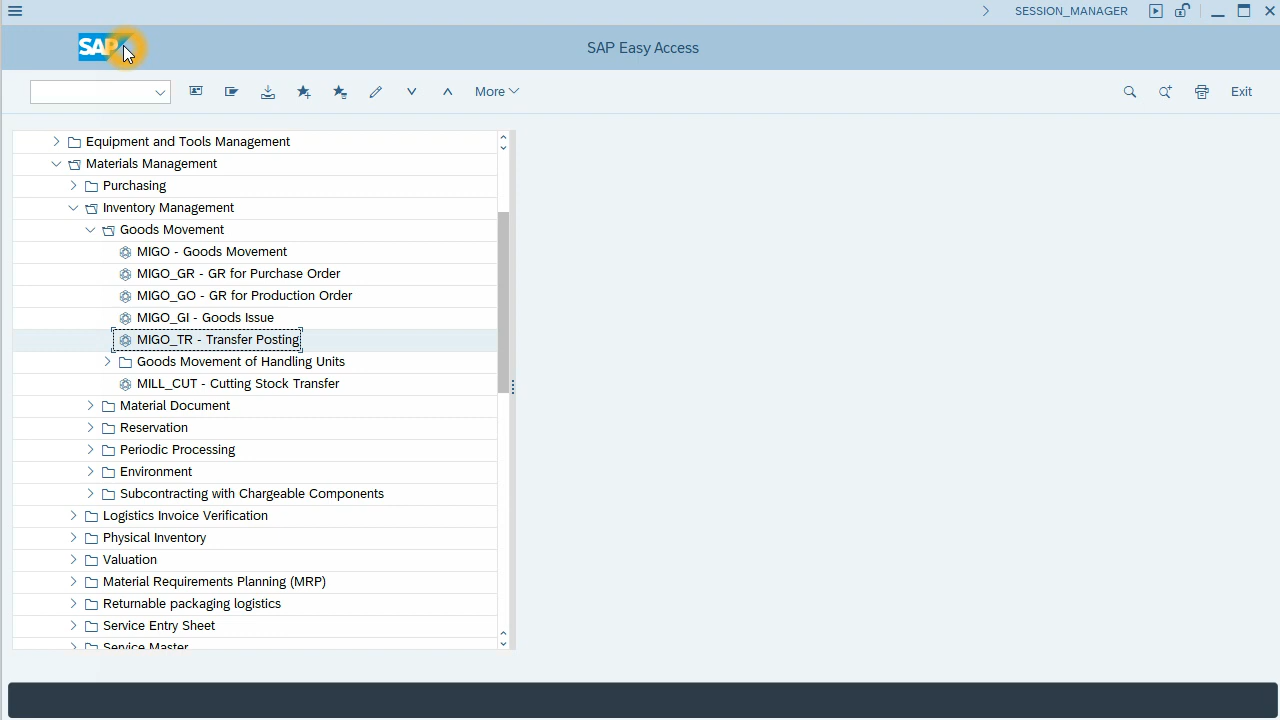 SESSION_MANAGER
SAP
SAP Easy Access
More
Exit
Equipment and Tools Management
Materials Management
Purchasing
Inventory Management
Goods Movement
MIGO - Goods Movement
MIGO_GR - GR for Purchase Order
MIGO_GO - GR for Production Order
MIGO_GI - Goods Issue
MIGO_TR - Transfer Posting
Goods Movement of Handling Units
MILL_CUT - Cutting Stock Transfer
Material Document
Reservation
Periodic Processing
Environment
Subcontracting with Chargeable Components
Logistics Invoice Verification
Physical Inventory
Valuation
Material Requirements Planning (MRP)
Returnable packaging logistics
Service Entry Sheet
Service Master